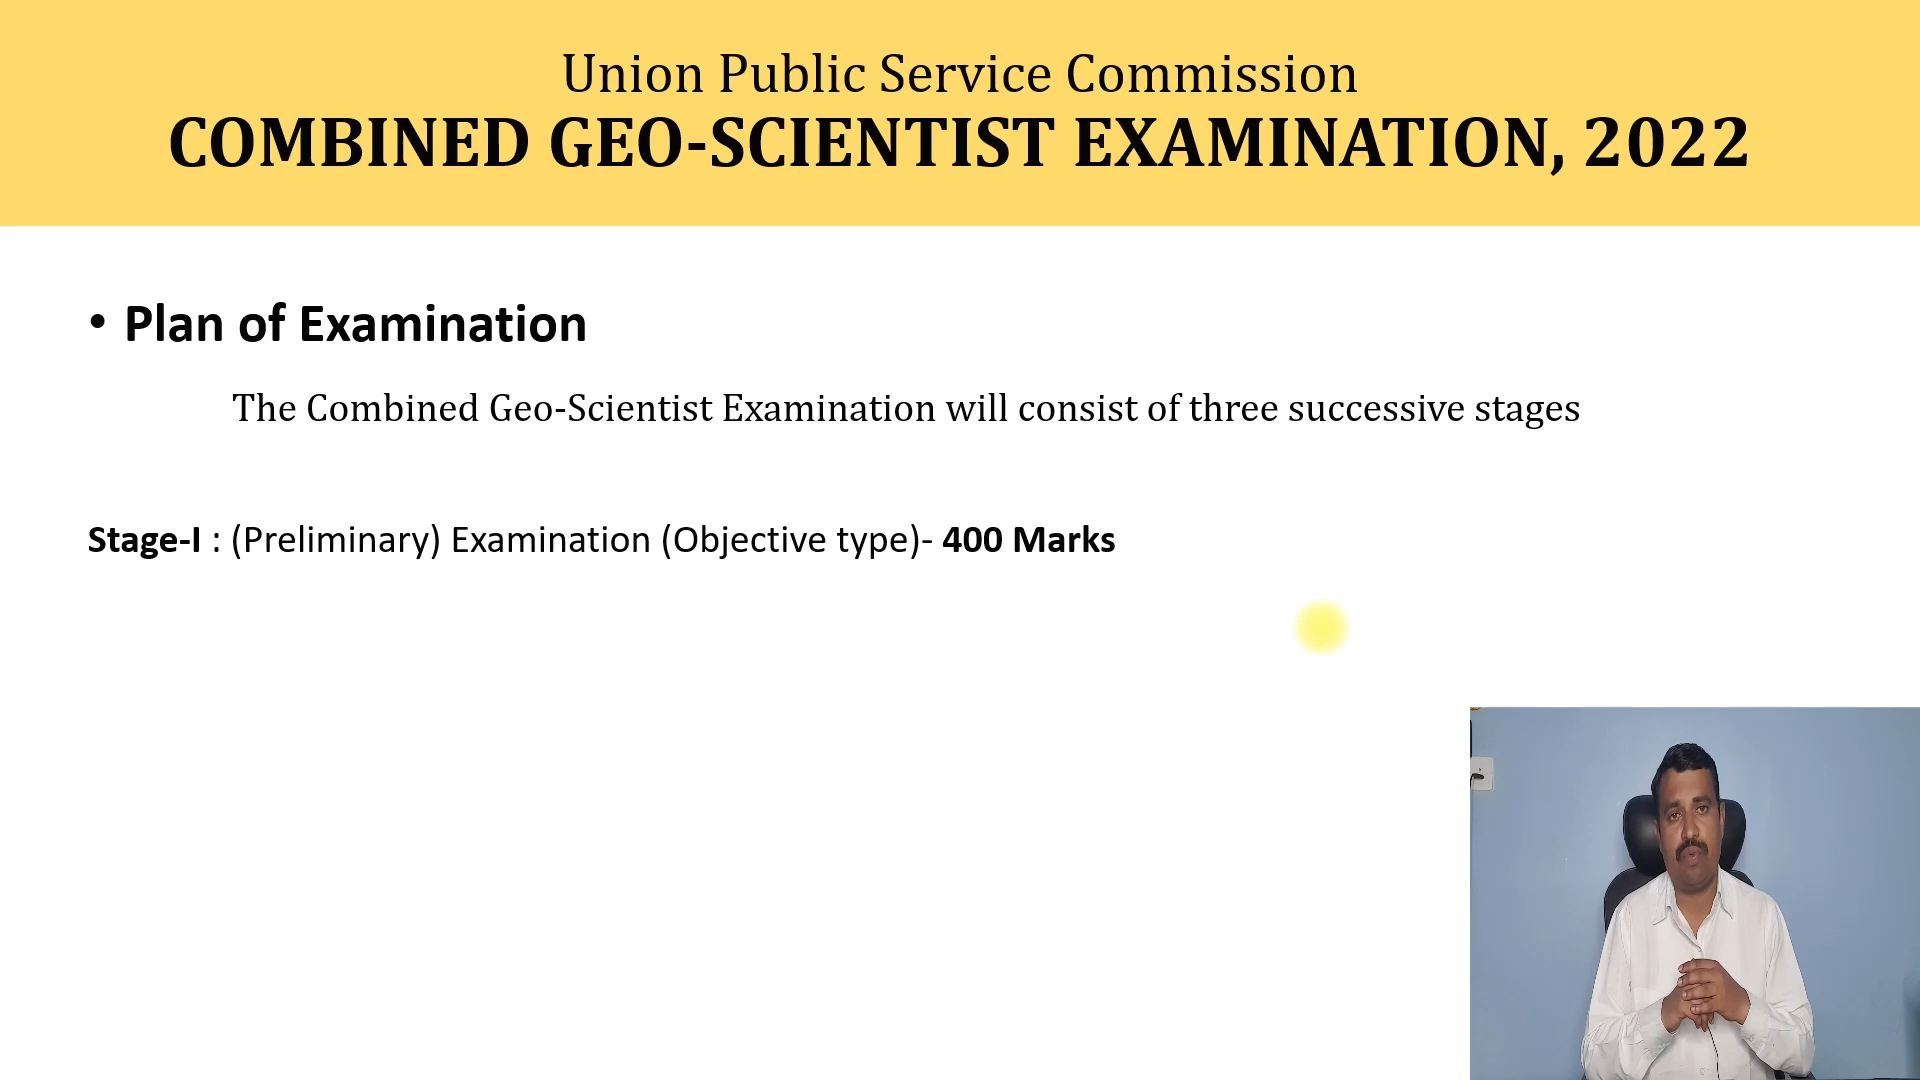 Union Public Service Commission
COMBINED GEO-SCIENTIST EXAMINATION, 2022
• Plan of Examination
The Combined Geo-Scientist Examination will consist of three successive stages
Stage-I : (Preliminary) Examination (Objective type)- 400 Marks